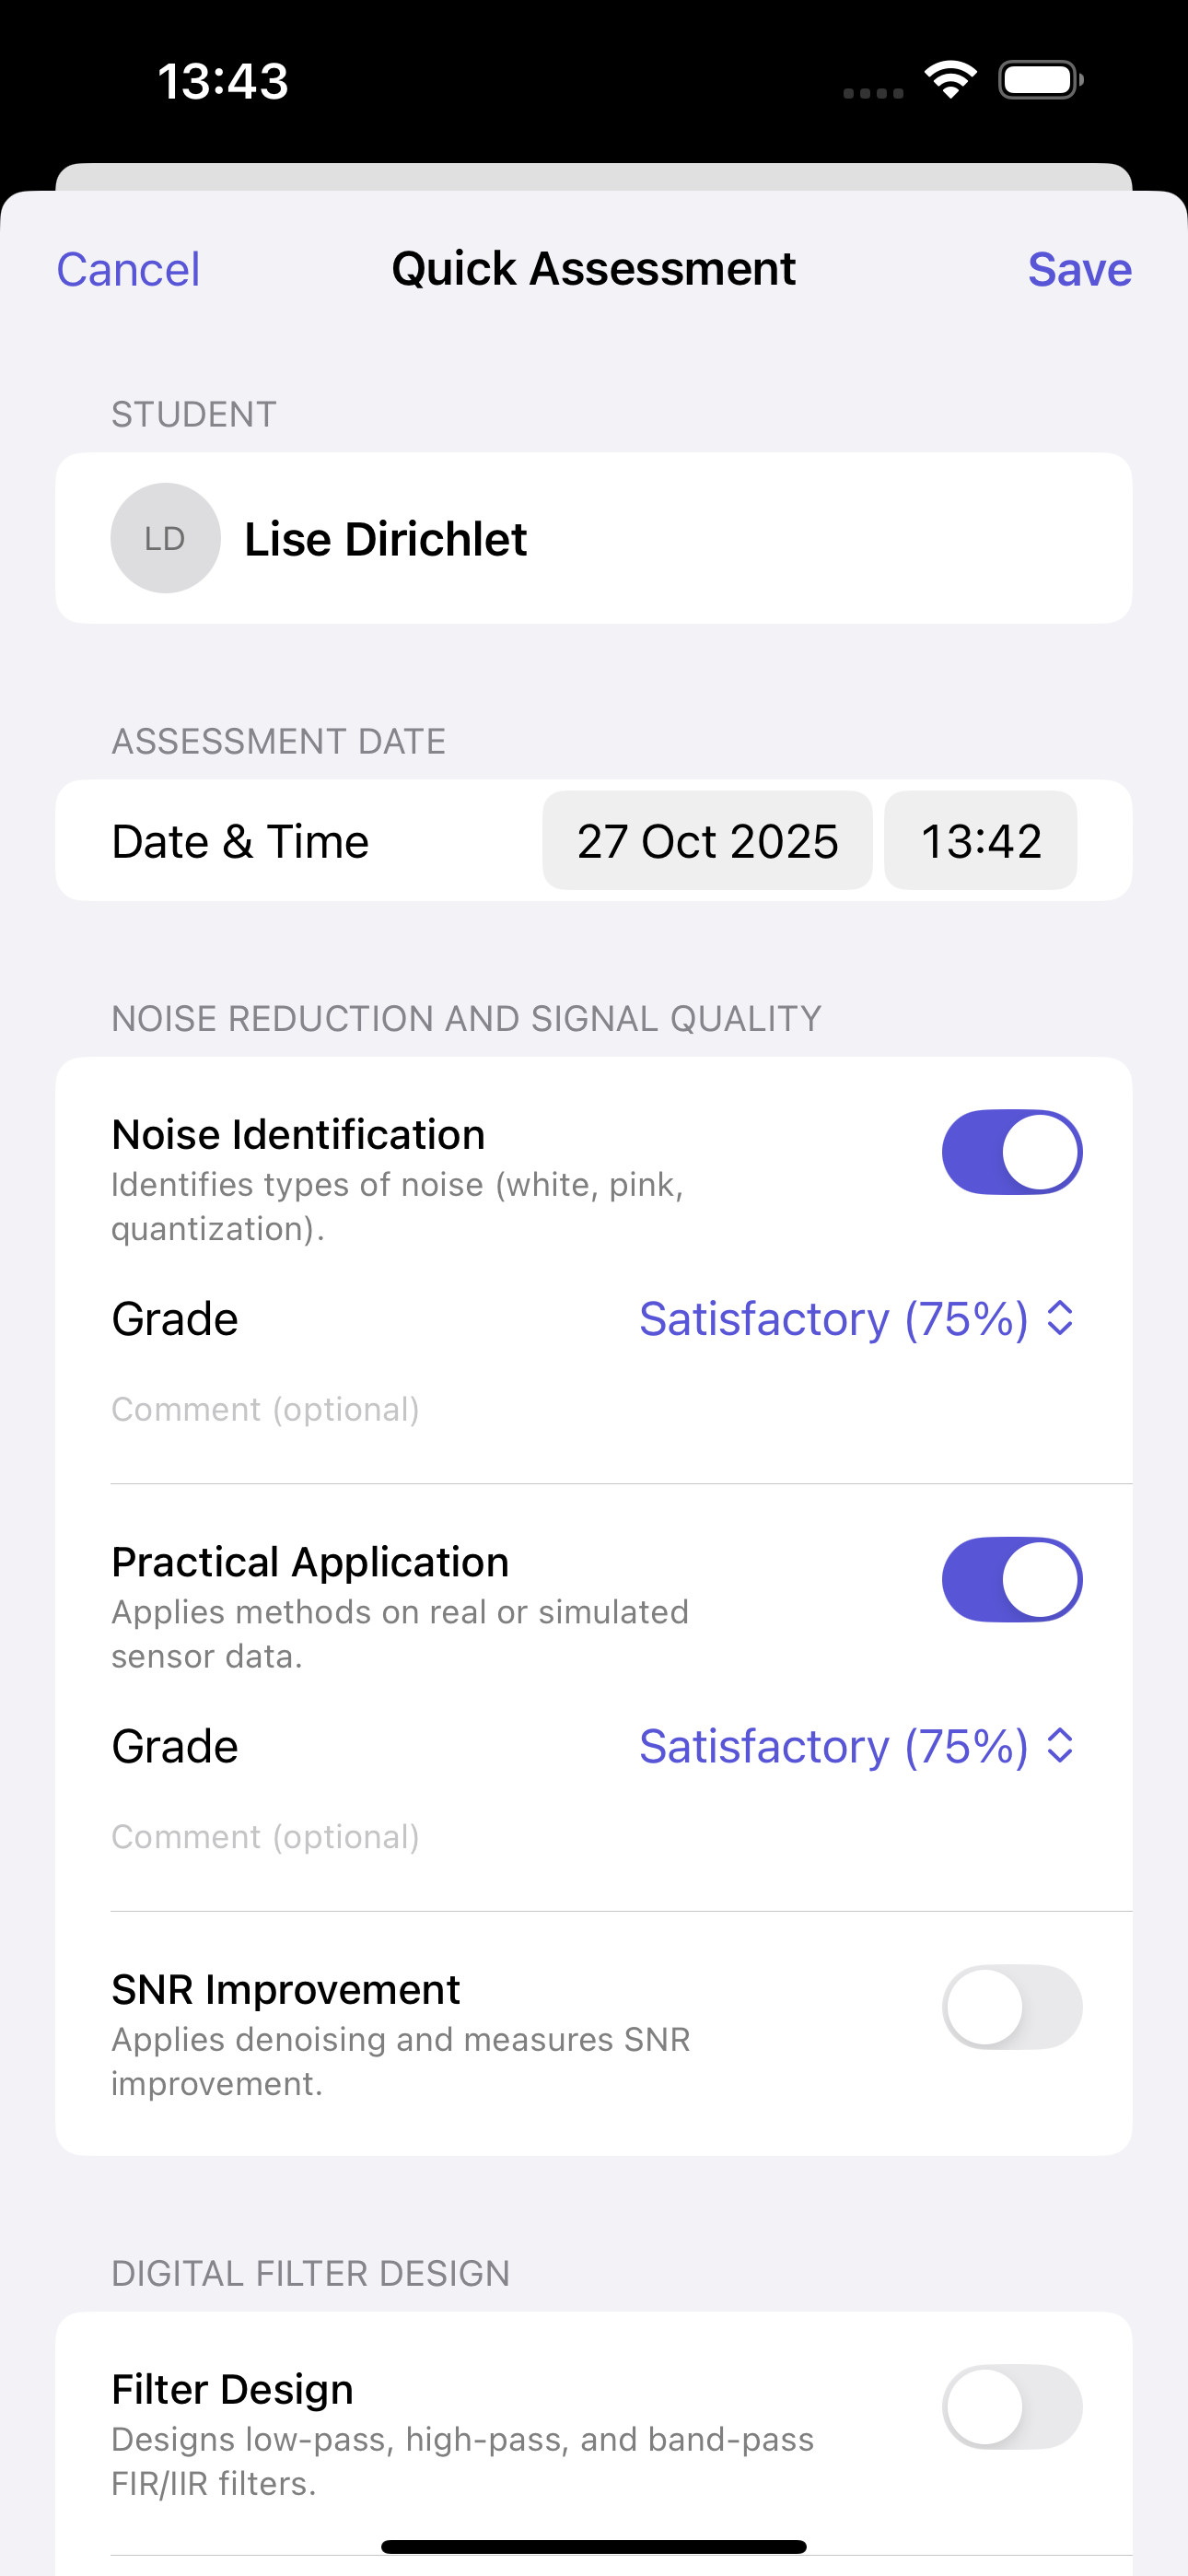 13:43
Cancel
Quick Assessment
Save
STUDENT
LD
Lise Dirichlet
ASSESSMENT DATE
Date & Time
27 Oct 2025
13:42
NOISE REDUCTION AND SIGNAL QUALITY
Noise Identification
Identifies types of noise (white, pink,
quantization).
Grade
Satisfactory (75%)
Comment (optional)
Practical Application
Applies methods on real or simulated
sensor data.
Grade
Satisfactory (75%)
Comment (optional)
SNR Improvement
Applies denoising and measures SNR
improvement.
DIGITAL FILTER DESIGN
Filter Design
Designs low-pass, high-pass, and band-pass
FIR/IIR filters.